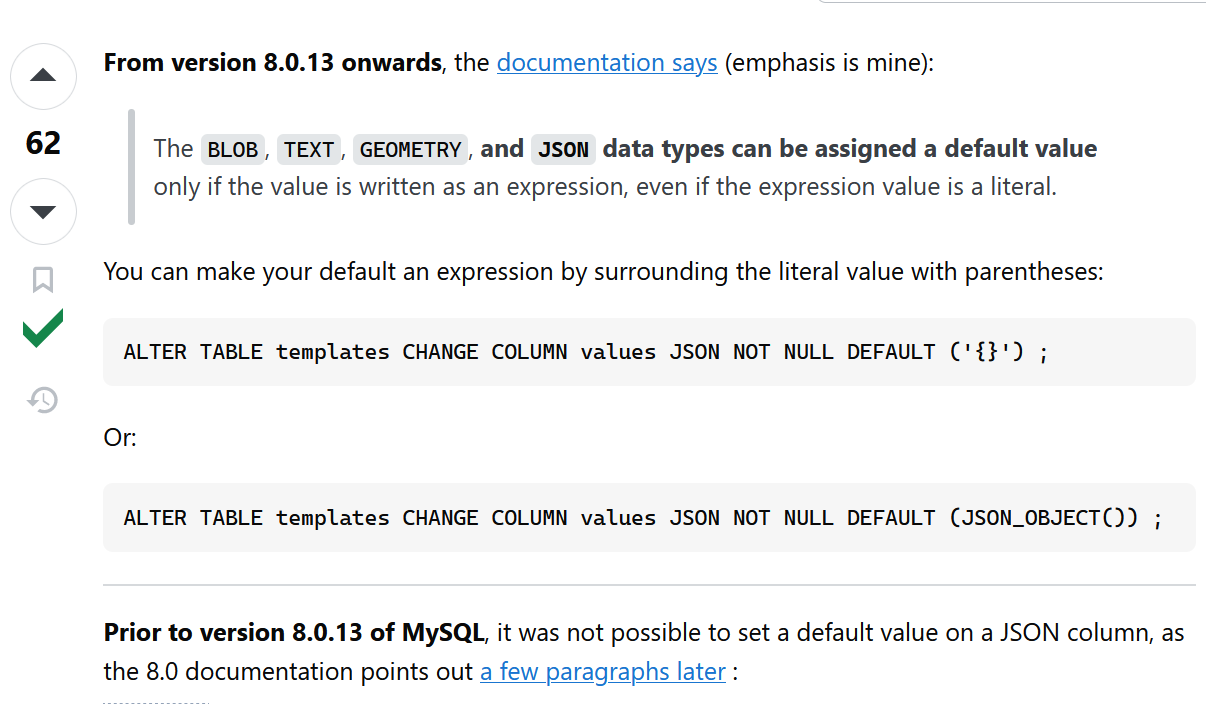 From version 8.0.13 onwards, the documentation says (emphasis is mine):
62
The BLOB, TEXT, GEOMETRY, and JSON data types can be assigned a default value
only if the value is written as an expression, even if the expression value is a literal.
You can make your default an expression by surrounding the literal value with parentheses:
ALTER TABLE templates CHANGE COLUMN values JSON NOT NULL DEFAULT ('{}') ;
Or:
ALTER TABLE templates CHANGE COLUMN values JSON NOT NULL DEFAULT (JSON_OBJECT()) ;
Prior to version 8.0.13 of MySQL, it was not possible to set a default value on a JSON column, as
the 8.0 documentation points out a few paragraphs later :